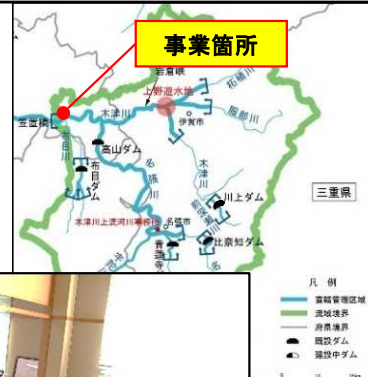 事業箇所
岩倉峡
上野遊水地
柘植川
服部川
伊賀市
笠置橋
木津川
布目川
高山ダム
布目ダム
名張川
木津川
川上ダム
前深瀬川
三重県
木津川上流河川事務所
名張市
比奈知ダム
青蓮寺
凡 例
直轄管理区域
流域境界
府県境界
既設ダム
建設中ダム